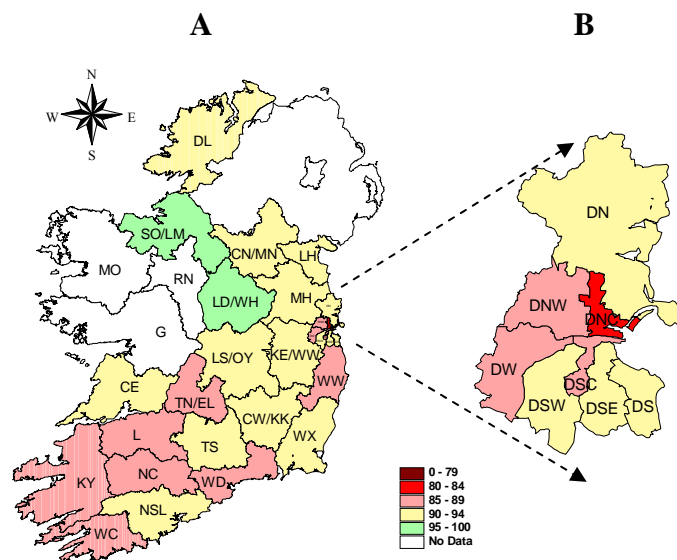 A
B
N
W E
S
DL
SO/LM
CN/MN
LH
MO
RN
MH
LD/WH
G
LS/OY
KE/WW
CE
WW
TN/EL
CW/KK
L
TS
WX
KY
NC
WD
NSL
WC
DN
DNW
DNC
DW
DSC
DSW
DSE
DS
0 - 79
80 - 84
85 - 89
90 - 94
95 - 100
No Data